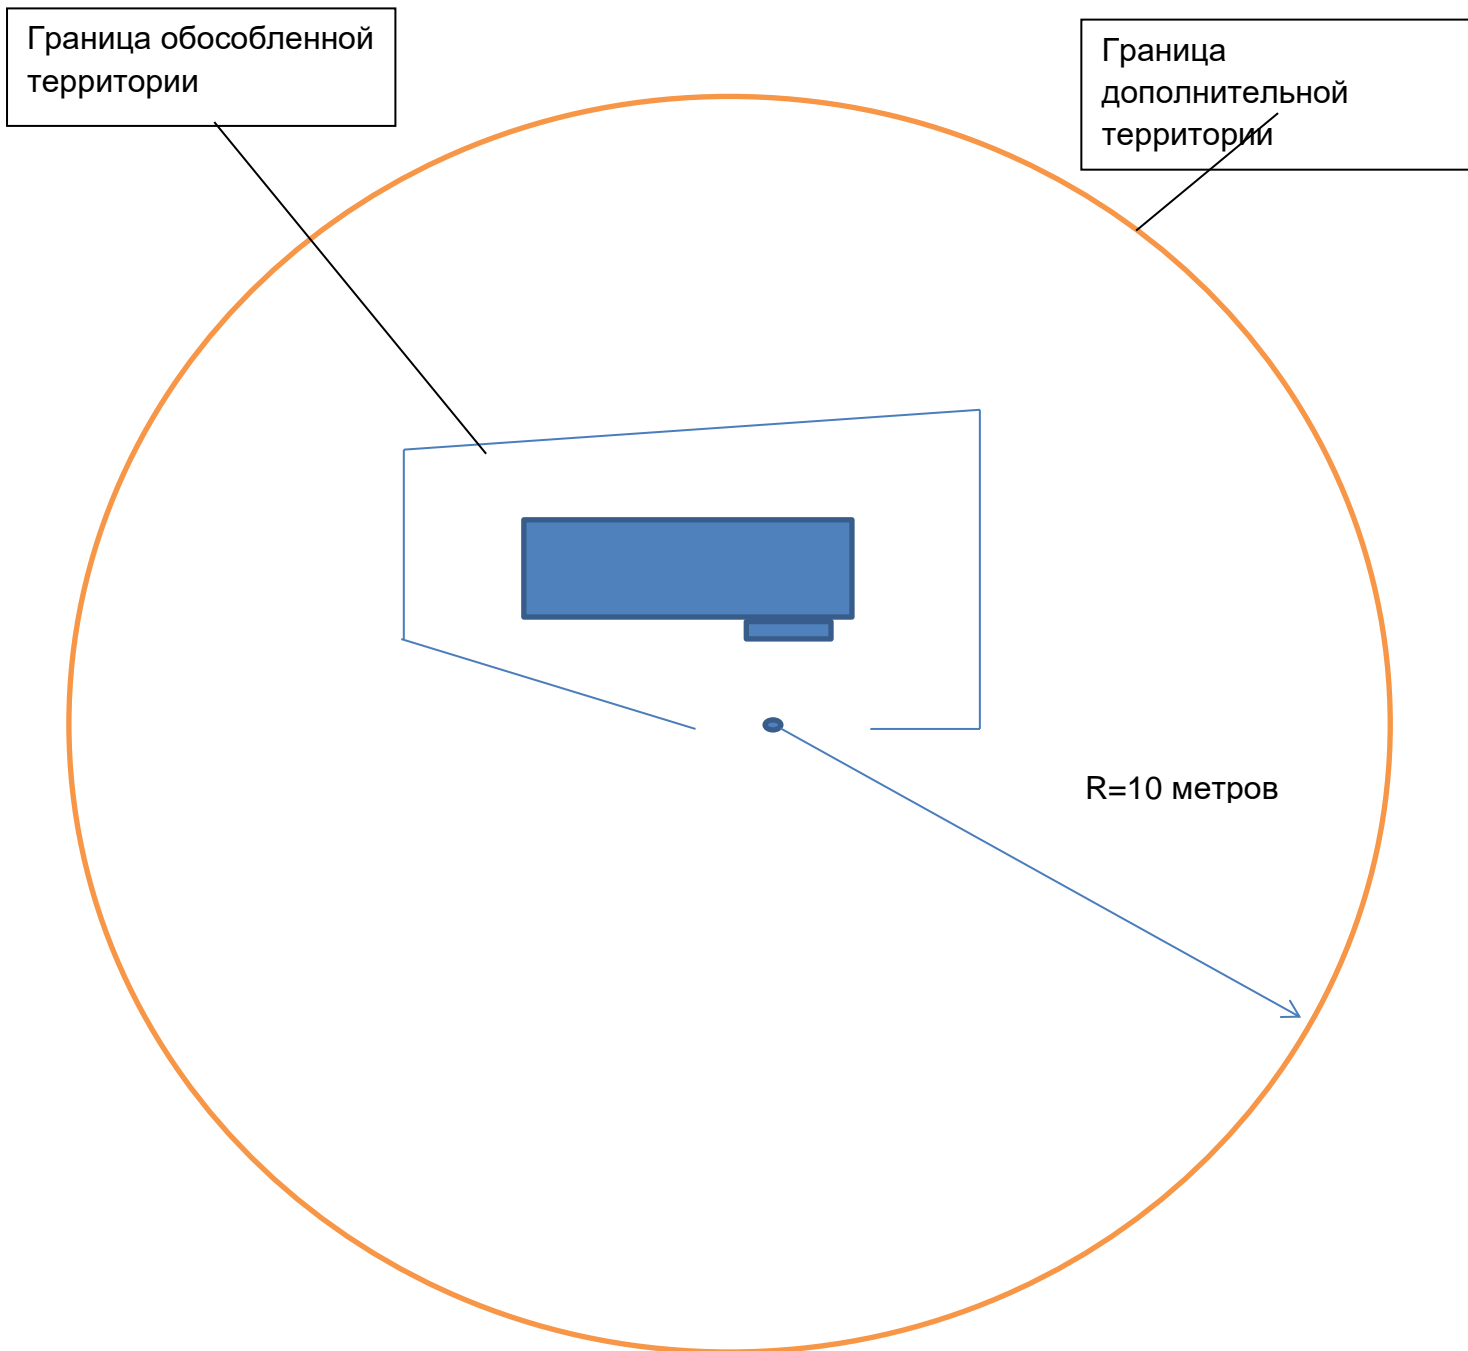 Граница обособленной
территории
Граница
дополнительной
территории
R=10 метров